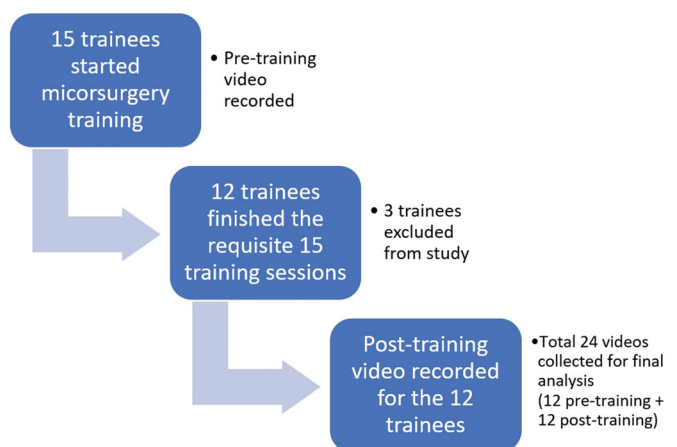 15 trainees
started
micorsurgery
training
• Pre-training
video
recorded
12 trainees
finished the
requisite 15
training sessions
• 3 trainees
excluded
from study
Post-training
video recorded
for the 12
trainees
•Total 24 videos
collected for final
analysis
(12 pre-training +
12 post-training)